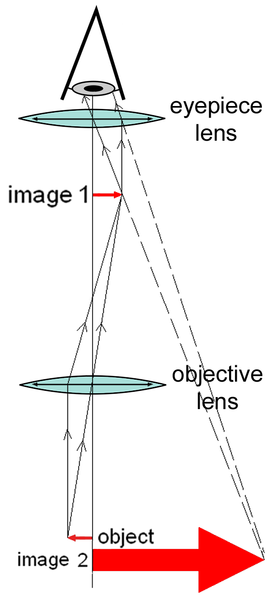 eyepiece
lens
image 1
objective
lens
object
image 2